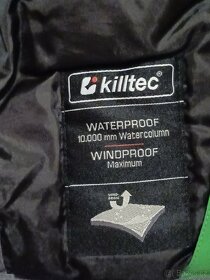 killtec
WATERPROOF
10.000 mm Watercolumn
WINDPROOF
Maximum